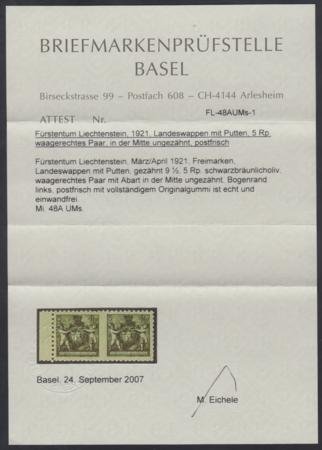 BRIEFMARKENPRÜFSTELLE
BASEL
Birseckstrasse 99 – Postfach 608 – CH-4144 Arlesheim
ATTEST Nr. FL-48AUMs-1
Fürstentum Liechtenstein, 1921, Landeswappen mit Putten, 5 Rp.
waagerechtes Paar, in der Mitte ungezähnt, postfrisch
Fürstentum Liechtenstein, März/April 1921, Freimarken,
Landeswappen mit Putten, gezähnt 9 ½, 5 Rp. schwarzbräunlicholiv,
waagerechtes Paar mit Abart in der Mitte ungezähnt, Bogenrand
links, postfrisch mit vollständigem Originalgummi ist echt und
einwandfrei.
Mi. 48A UMs.
Basel, 24. September 2007
M. Eichele